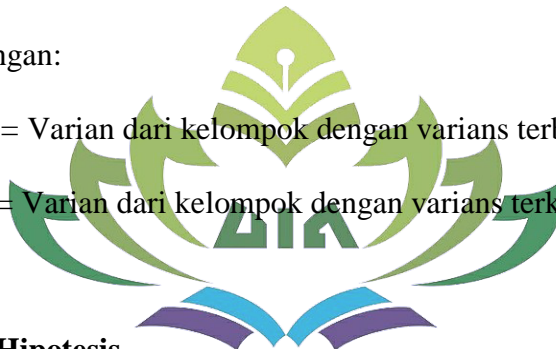 ngan:
= Varian dari kelompok dengan varians terb
= Varian dari kelompok dengan varians terk
Hipotesis